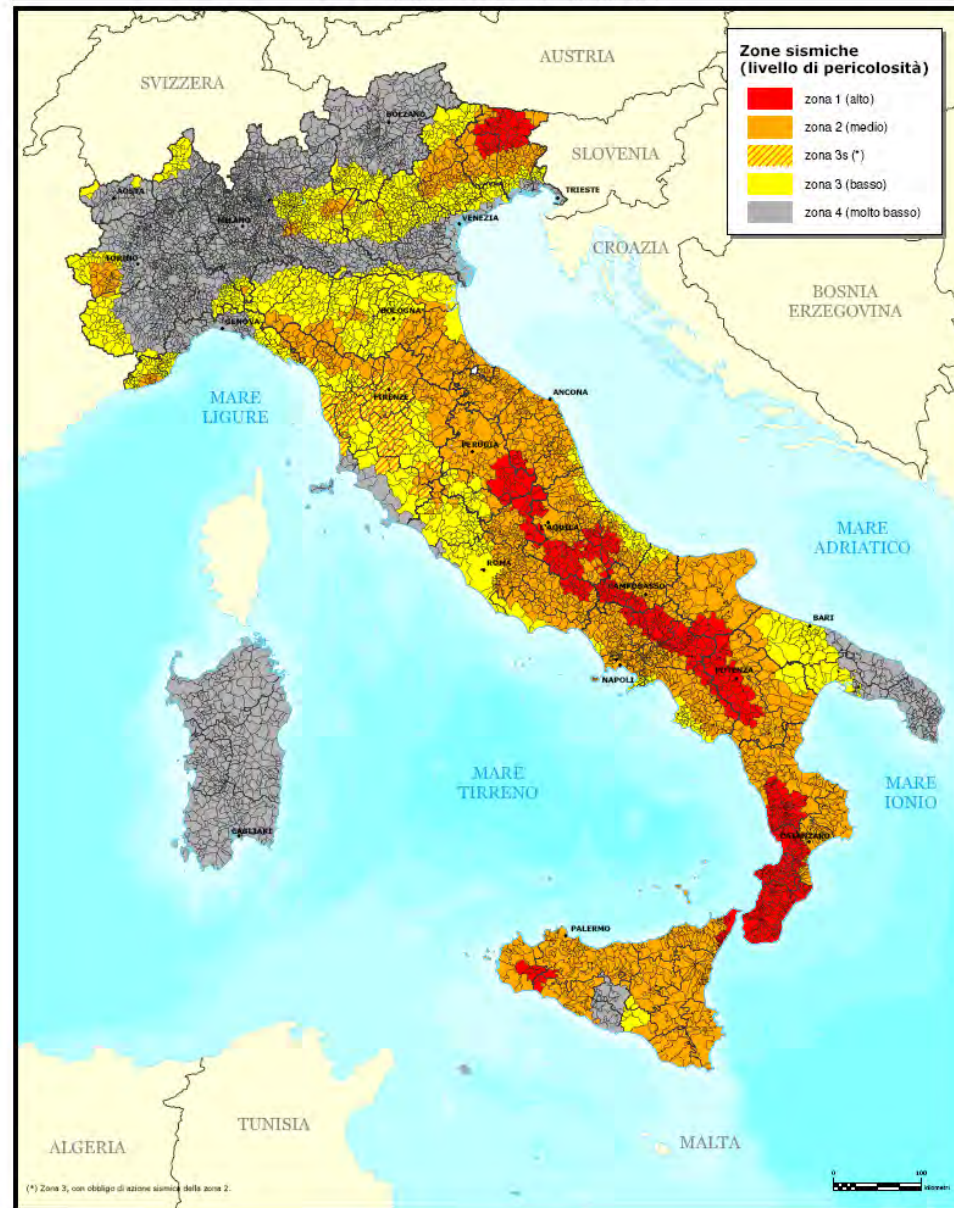 Zone sismiche
(livello di pericolosità)
zona 1 (alto)
zona 2 (medio)
zona 3s (*)
zona 3 (basso)
zona 4 (molto basso)
AUSTRIA
SVIZZERA
BOLZANO
SLOVENIA
AOSTA
TRIESTE
MILANO
VENEZIA
CROAZIA
TORINO
BOSNIA
ERZEGOVINA
BOLOGNA
GENOVA
MARE
LIGURE
FIRENZE
ANCONA
PERUGIA
L'AQUILA
MARE
ADRIATICO
ROMA
CAMPOBASSO
BARI
NAPOLI
POTENZA
MARE
TIRRENO
MARE
IONIO
CAGLIARI
CATANZARO
PALERMO
TUNISIA
ALGERIA
MALTA
(*) Zona 3, con obbligo di azione sismica della zona 2.
0 100
kilometri